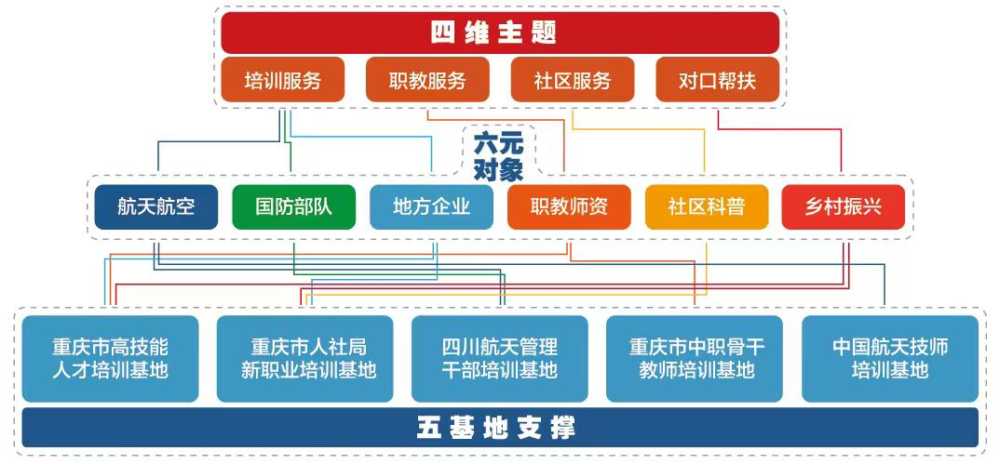 四维主题
培训服务
职教服务
社区服务
对口帮扶
六元
对象
航天航空
国防部队
地方企业
职教师资
社区科普
乡村振兴
重庆市高技能
人才培训基地
重庆市人社局
新职业培训基地
四川航天管理
干部培训基地
重庆市中职骨干
教师培训基地
中国航天技师
培训基地
五基地支撑